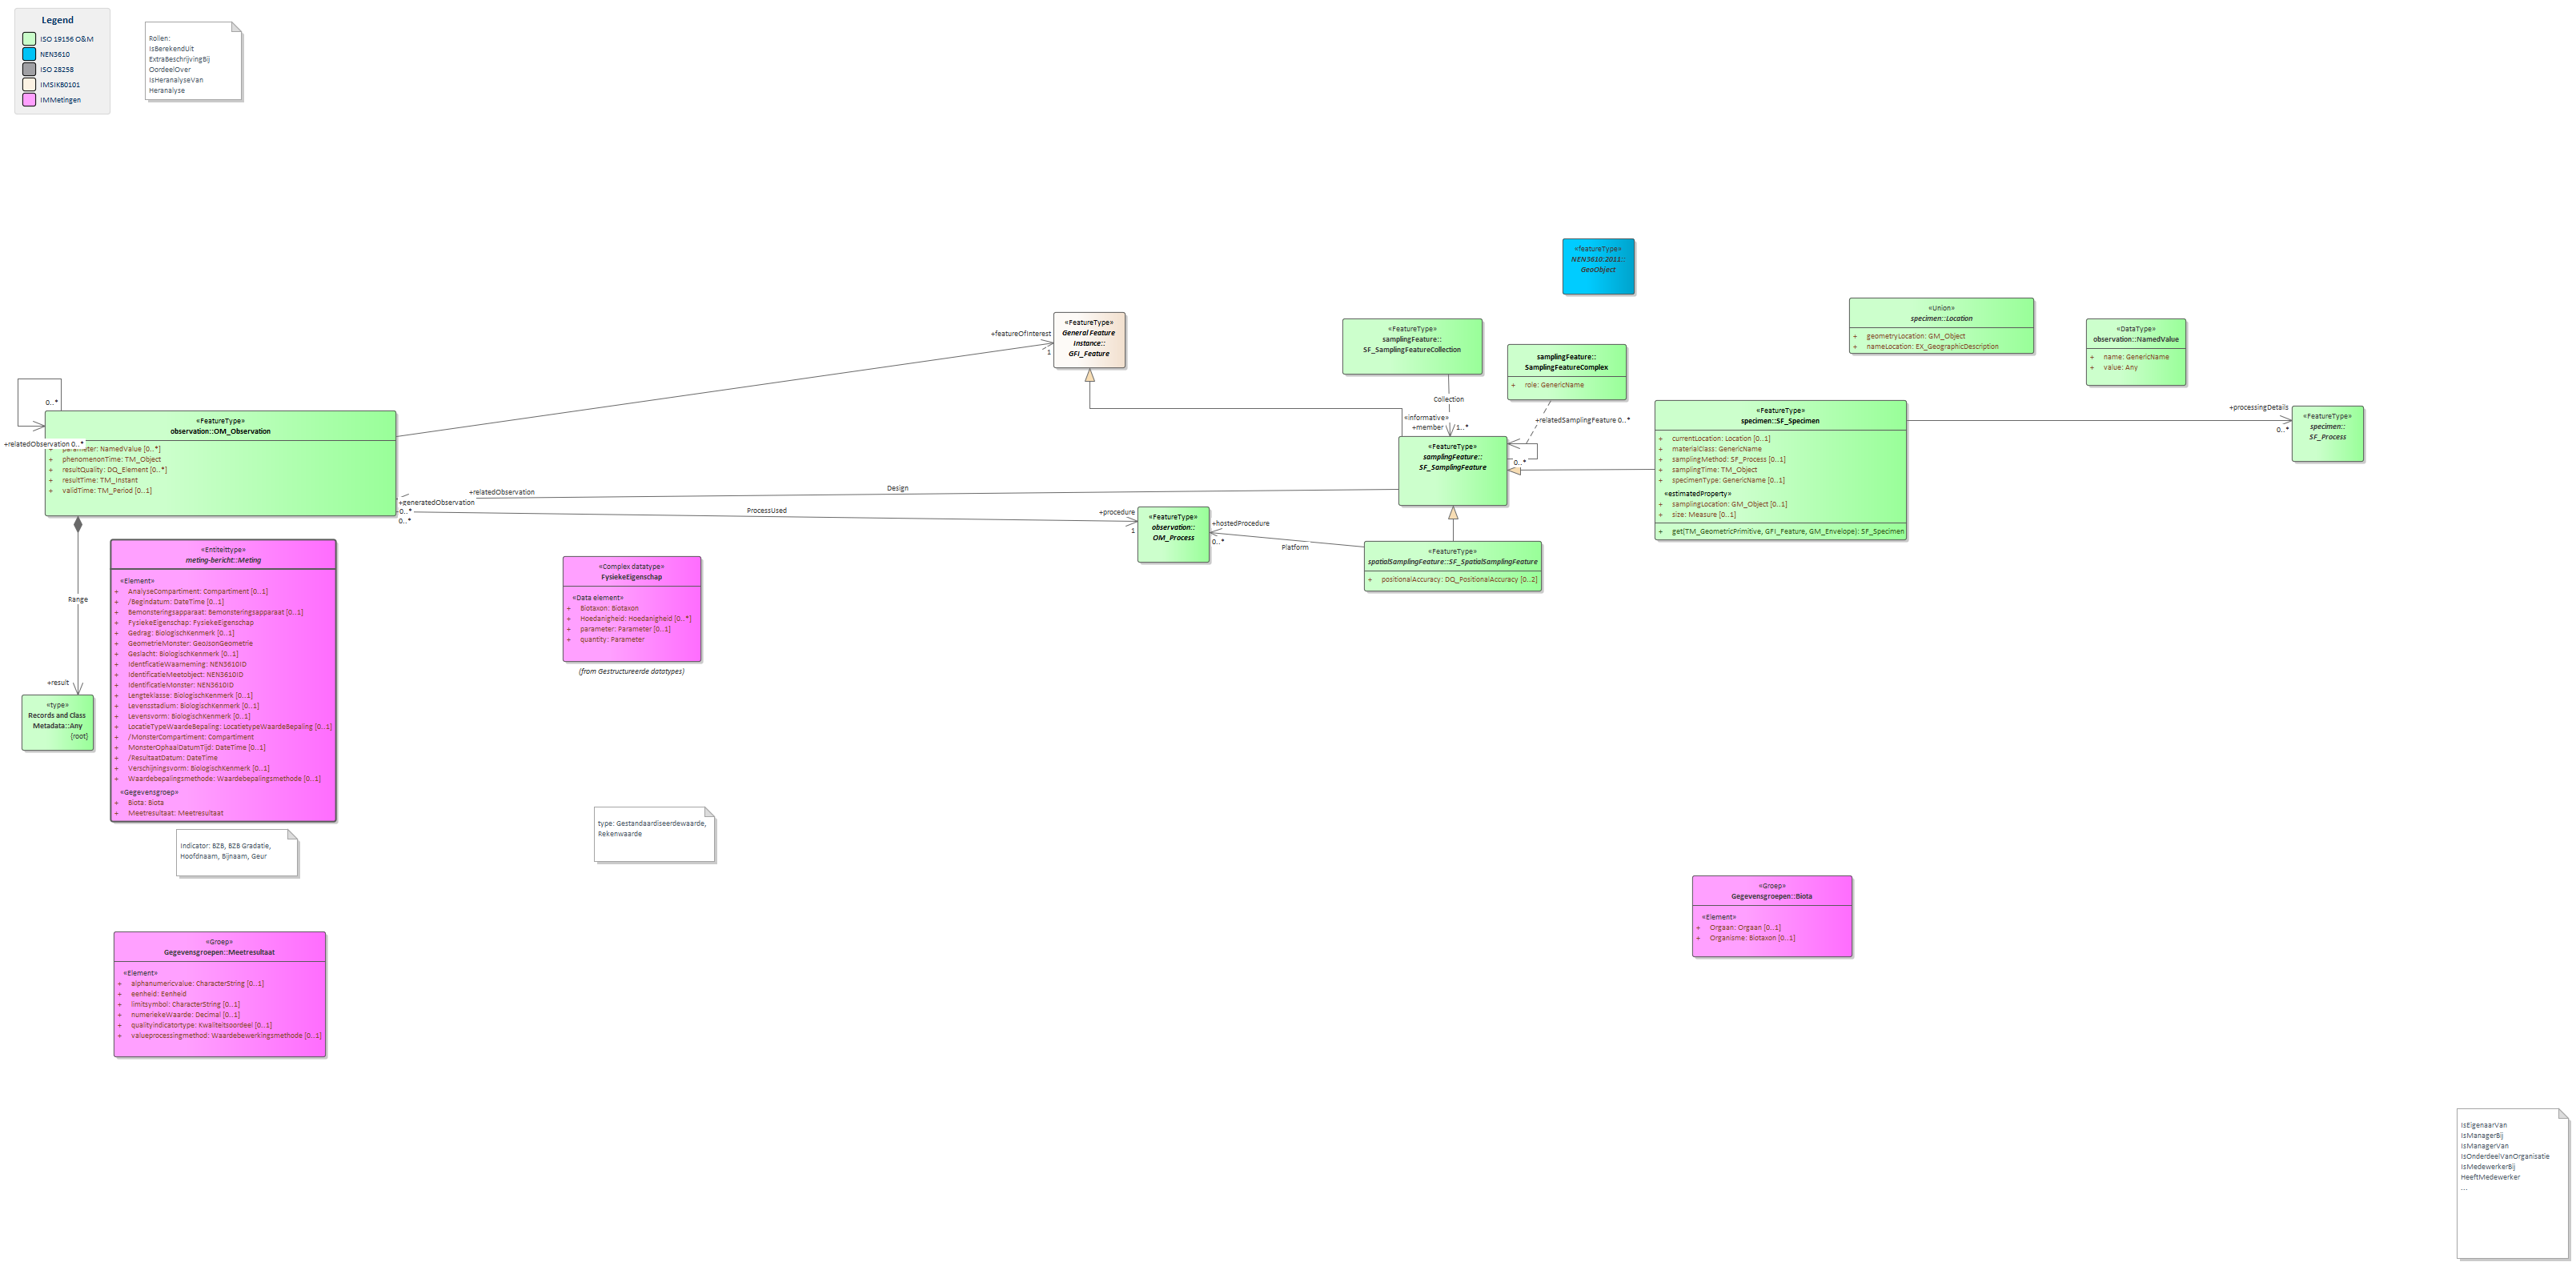 Legend
ISO 19156 O&M
NEN3610
ISO 28258
IMSIKB0101
IMMetingen
Rollen:
IsBerekendUit
ExtraBeschrijvingBij
OordeelOver
IsHeranalyseVan
Heranalyse
«featureType»
NEN3610:2011::
GeoObject
«FeatureType»
General Feature
Instance::
GFI_Feature
+featureOfInterest
1
«FeatureType»
samplingFeature::
SF_SamplingFeatureCollection
Collection
«informative»
+member
1..*
samplingFeature::
SamplingFeatureComplex
+ role: GenericName
+relatedSamplingFeature 0..*
0..*
«Union»
specimen::Location
+ geometryLocation: GM_Object
+ nameLocation: EX_GeographicDescription
«DataType»
observation::NamedValue
+ name: GenericName
+ value: Any
0..*
+relatedObservation 0..*
«FeatureType»
observation::OM_Observation
parameter: NamedValue [0..*]
+ phenomenonTime: TM_Object
+ resultQuality: DQ_Element [0..*]
+ resultTime: TM_Instant
+ validTime: TM_Period [0..1]
«FeatureType»
samplingFeature::
SF_SamplingFeature
«FeatureType»
specimen::SF_Specimen
+ currentLocation: Location [0..1]
+ materialClass: GenericName
+ samplingMethod: SF_Process [0..1]
+ samplingTime: TM_Object
+ specimenType: GenericName [0..1]
«estimatedProperty»
+ samplingLocation: GM_Object [0..1]
+ size: Measure [0..1]
+ get(TM_GeometricPrimitive, GFI_Feature, GM_Envelope): SF_Specimen
+processingDetails
0..*
«FeatureType»
specimen::
SF_Process
+relatedObservation
Design
+generatedObservation
0..*
0..*
ProcessUsed
+procedure
1
«FeatureType»
observation::
OM_Process
+hostedProcedure
0..*
Platform
«FeatureType»
spatialSamplingFeature::SF_SpatialSamplingFeature
+ positionalAccuracy: DQ_PositionalAccuracy [0..2]
Range
+result
«type»
Records and Class
Metadata::Any
{root}
«Entiteittype»
meting-bericht::Meting
«Element»
+ AnalyseCompartiment: Compartiment [0..1]
+ /Begindatum: DateTime [0..1]
+ Bemonsteringsapparaat: Bemonsteringsapparaat [0..1]
+ FysiekeEigenschap: FysiekeEigenschap
+ Gedrag: BiologischKenmerk [0..1]
+ GeometrieMonster: GeoJsonGeometrie
+ Geslacht: BiologischKenmerk [0..1]
+ IdentficatieWaarneming: NEN3610ID
+ IdentificatieMeetobject: NEN3610ID
+ IdentificatieMonster: NEN3610ID
+ Lengteklasse: BiologischKenmerk [0..1]
+ Levensstadium: BiologischKenmerk [0..1]
+ Levensvorm: BiologischKenmerk [0..1]
+ LocatieTypeWaardeBepaling: LocatietypeWaardeBepaling [0..1]
+ /MonsterCompartiment: Compartiment
+ MonsterOphaalDatumTijd: DateTime [0..1]
+ /ResultaatDatum: DateTime
+ Verschijningsvorm: BiologischKenmerk [0..1]
+ Waardebepalingsmethode: Waardebepalingsmethode [0..1]
«Gegevensgroep»
+ Biota: Biota
+ Meetresultaat: Meetresultaat
«Complex datatype»
FysiekeEigenschap
«Data element»
+ Biotaxon: Biotaxon
+ Hoedanigheid: Hoedanigheid [0..*]
+ parameter: Parameter [0..1]
+ quantity: Parameter
(from Gestructureerde datatypes)
type: Gestandaardiseerdewaarde,
Rekenwaarde
Indicator: BZB, BZB Gradatie,
Hoofdnaam, Bijnaam, Geur
«Groep»
Gegevensgroepen::Biota
«Element»
+ Orgaan: Orgaan [0..1]
+ Organisme: Biotaxon [0..1]
«Groep»
Gegevensgroepen::Meetresultaat
«Element»
+ alphanumericvalue: CharacterString [0..1]
+ eenheid: Eenheid
+ limitsymbol: CharacterString [0..1]
+ numeriekeWaarde: Decimal [0..1]
+ qualityindicatortype: Kwaliteitsoordeel [0..1]
+ valueprocessingmethod: Waardebewerkingsmethode [0..1]
IsEigenaarVan
IsManagerBij
IsManagerVan
IsOnderdeelVanOrganisatie
IsMedewerkerBij
HeeftMedewerker
...